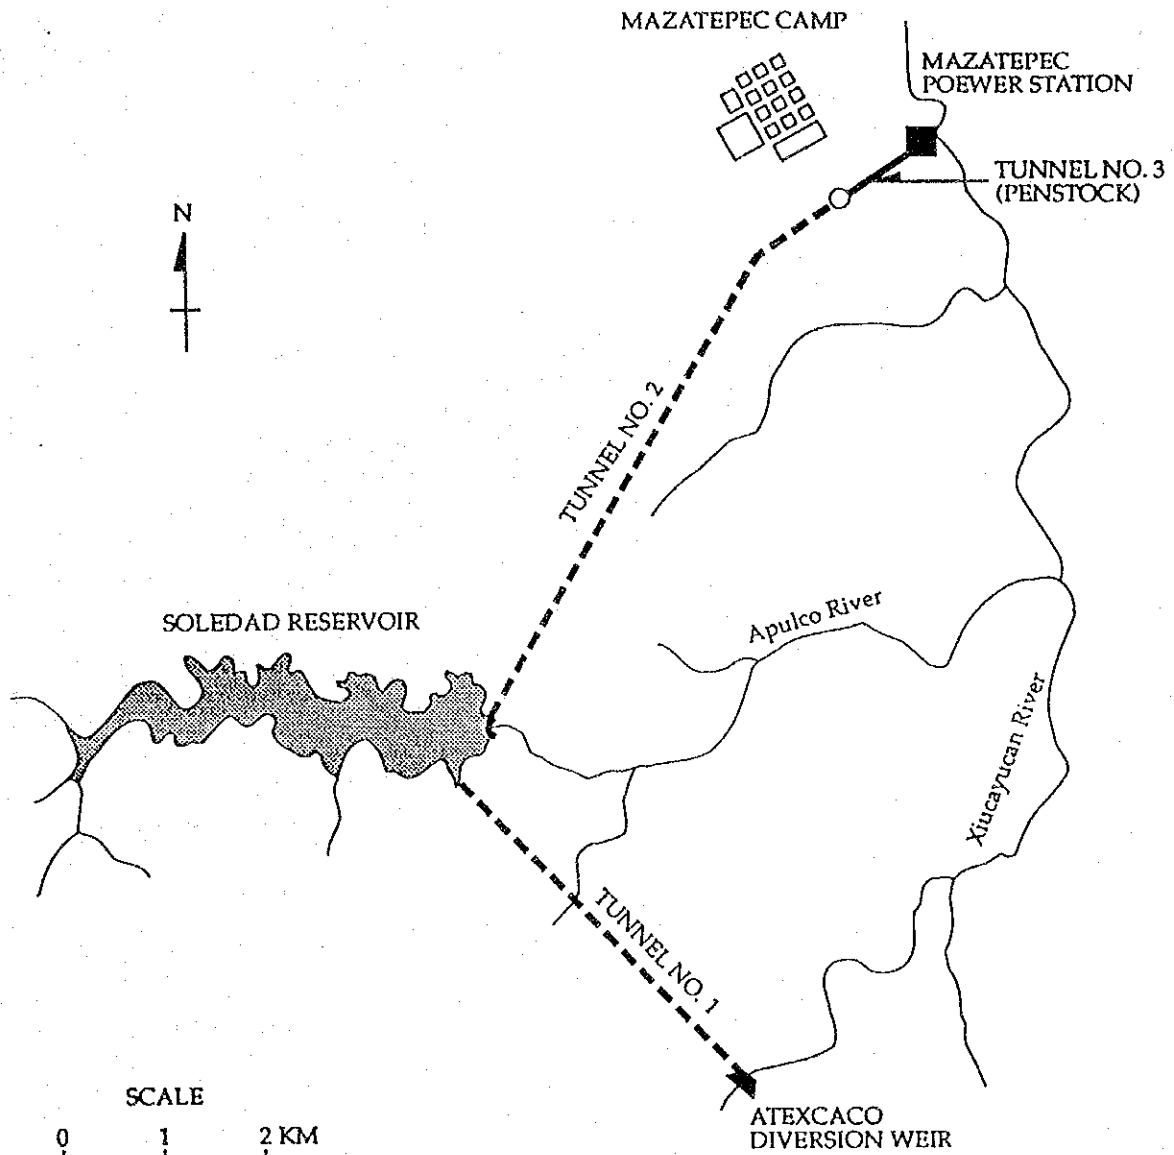 MAZATEPEC CAMP
MAZATEPEC
POEWER STATION
TUNNEL NO. 3
(PENSTOCK)
N
TUNNEL NO. 2
SOLEDAD RESERVOIR
Apulco River
Xiucayucan River
TUNNEL NO. 1
SCALE
0 1 2 KM
ATEXCACO
DIVERSION WEIR